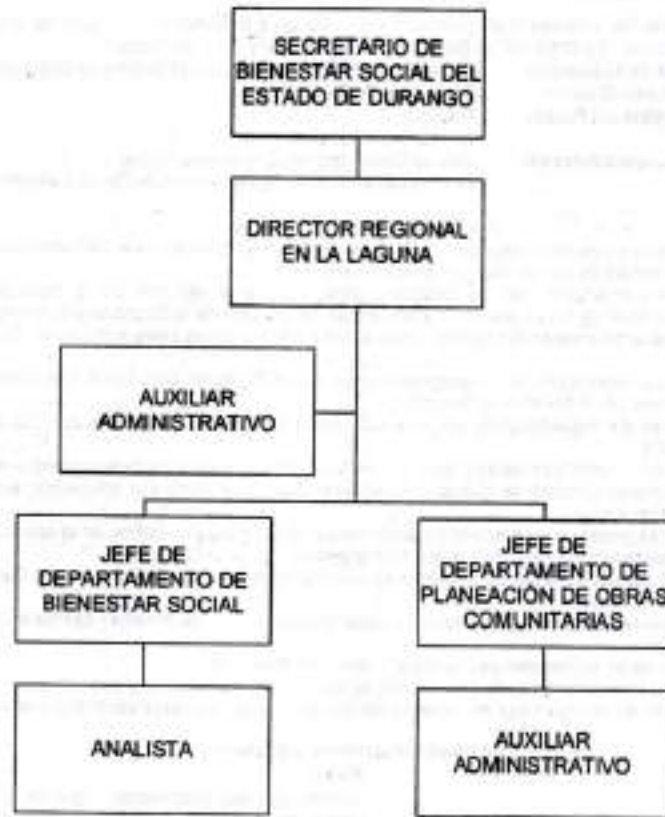 SECRETARIO DE
BIENESTAR SOCIAL DEL
ESTADO DE DURANGO
DIRECTOR REGIONAL
EN LA LAGUNA
AUXILIAR
ADMINISTRATIVO
JEFE DE
DEPARTAMENTO DE
BIENESTAR SOCIAL
JEFE DE
DEPARTAMENTO DE
PLANEACIÓN DE OBRAS
COMUNITARIAS
ANALISTA
AUXILIAR
ADMINISTRATIVO